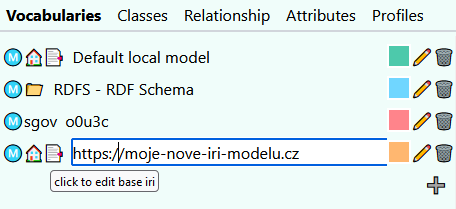 Vocabularies Classes Relationship Attributes Profiles
M Default local model
M RDFS - RDF Schema
M sgov o0u3c
M https://moje-nove-iri-modelu.cz
click to edit base iri